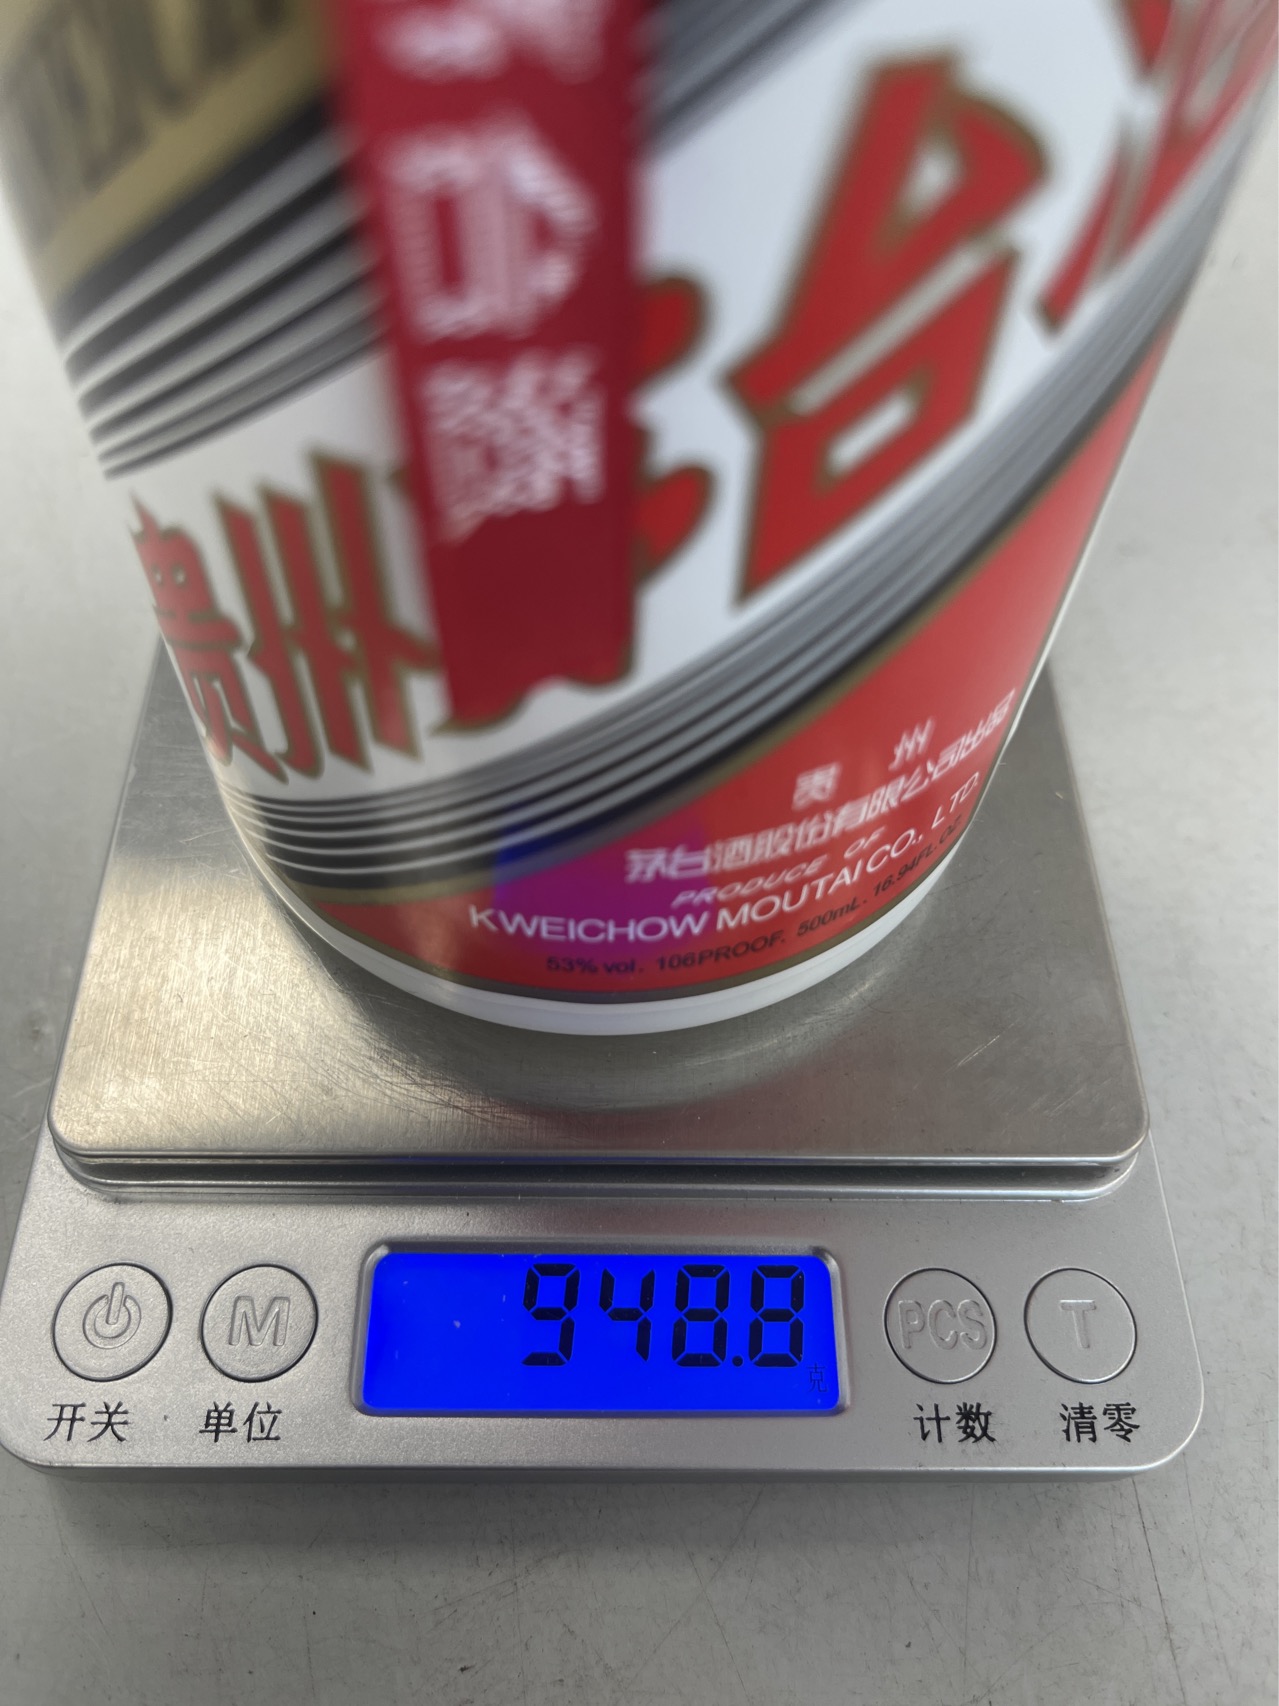 贵州
台
贵 州
茅台酒股份有限公司出品
PRODUCE OF
KWEICHOW MOUTAI CO., LTD.
53% vol. 106PROOF. 500mL. 16.94FL.OZ.
948.8
克
M
PCS
T
开关
单位
计数
清零